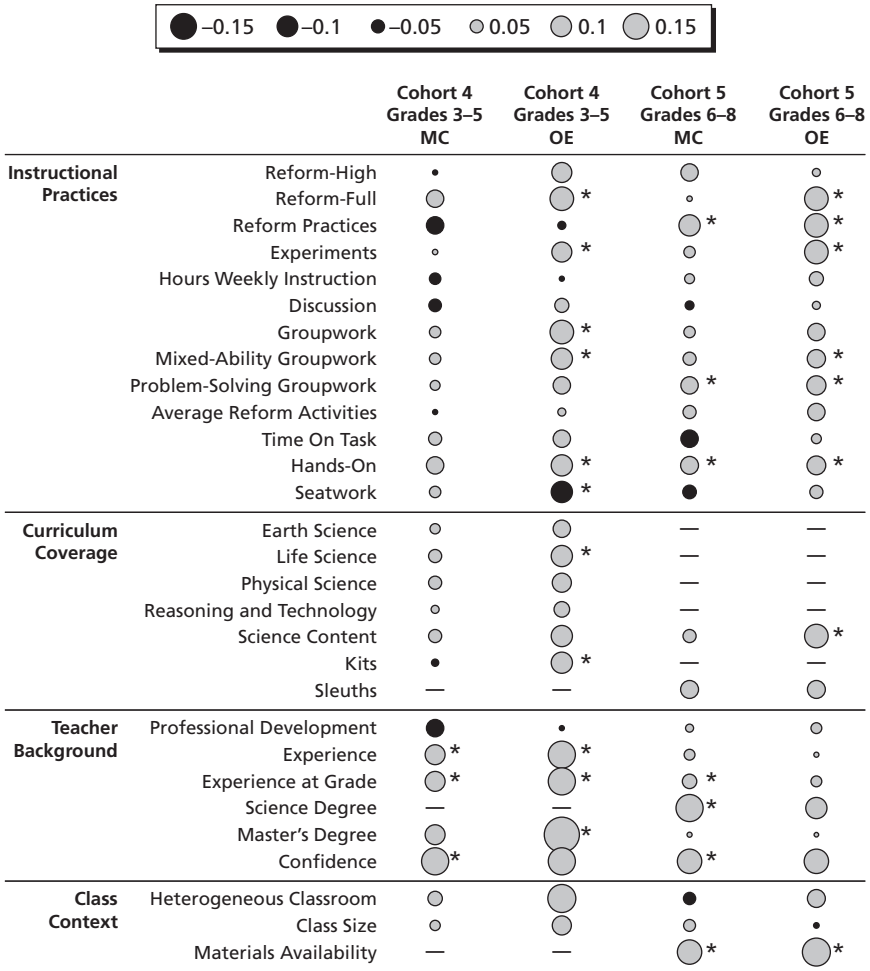 –0.15 –0.1 –0.05 0.05 0.1 0.15
Cohort 4 Cohort 4 Cohort 5 Cohort 5
Grades 3–5 Grades 3–5 Grades 6–8 Grades 6–8
MC OE MC OE
Instructional Reform-High
Practices Reform-Full * *
Reform Practices * *
Experiments * *
Hours Weekly Instruction
Discussion
Groupwork *
Mixed-Ability Groupwork * *
Problem-Solving Groupwork * *
Average Reform Activities
Time On Task
Hands-On * * *
Seatwork *
Curriculum Earth Science — —
Coverage Life Science * — —
Physical Science — —
Reasoning and Technology — —
Science Content *
Kits * — —
Sleuths — —
Teacher Professional Development
Background Experience * *
Experience at Grade * * *
Science Degree — — *
Master’s Degree *
Confidence * *
Class Heterogeneous Classroom
Context Class Size
Materials Availability — — * *